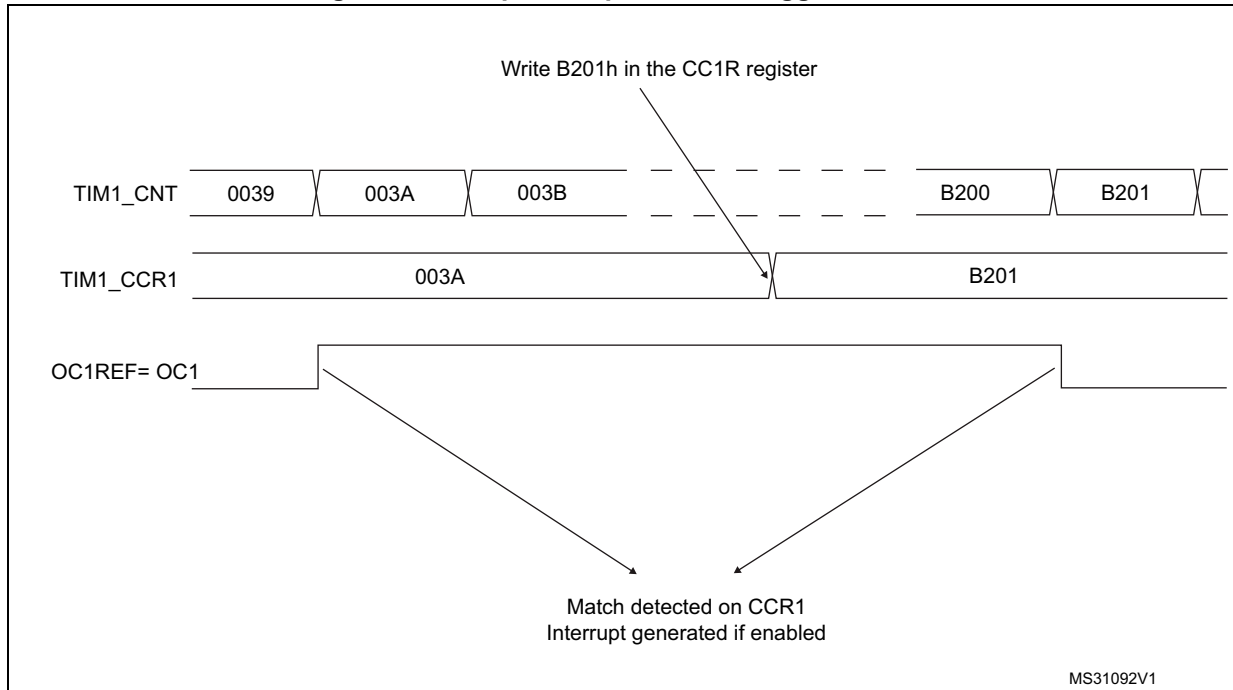 Write B201h in the CC1R register
TIM1_CNT 0039 003A 003B B200 B201
TIM1_CCR1 003A B201
OC1REF= OC1
Match detected on CCR1
Interrupt generated if enabled
MS31092V1